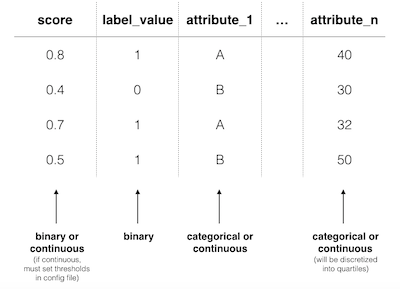 score label_value attribute_1 ... attribute_n
0.8 1 A 40
0.4 0 B 30
0.7 1 A 32
0.5 1 B 50
binary or continuous
(if continuous, must set thresholds in config file)
binary
categorical or continuous
categorical or continuous
(will be discretized into quartiles)